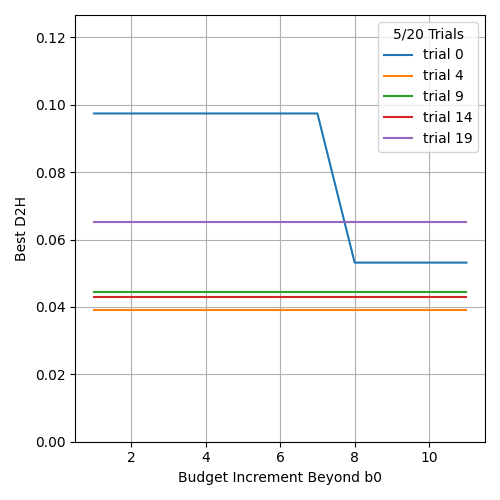 5/20 Trials
trial 0
trial 4
trial 9
trial 14
trial 19
0.12
0.10
0.08
0.06
0.04
0.02
0.00
Best D2H
2 4 6 8 10
Budget Increment Beyond b0